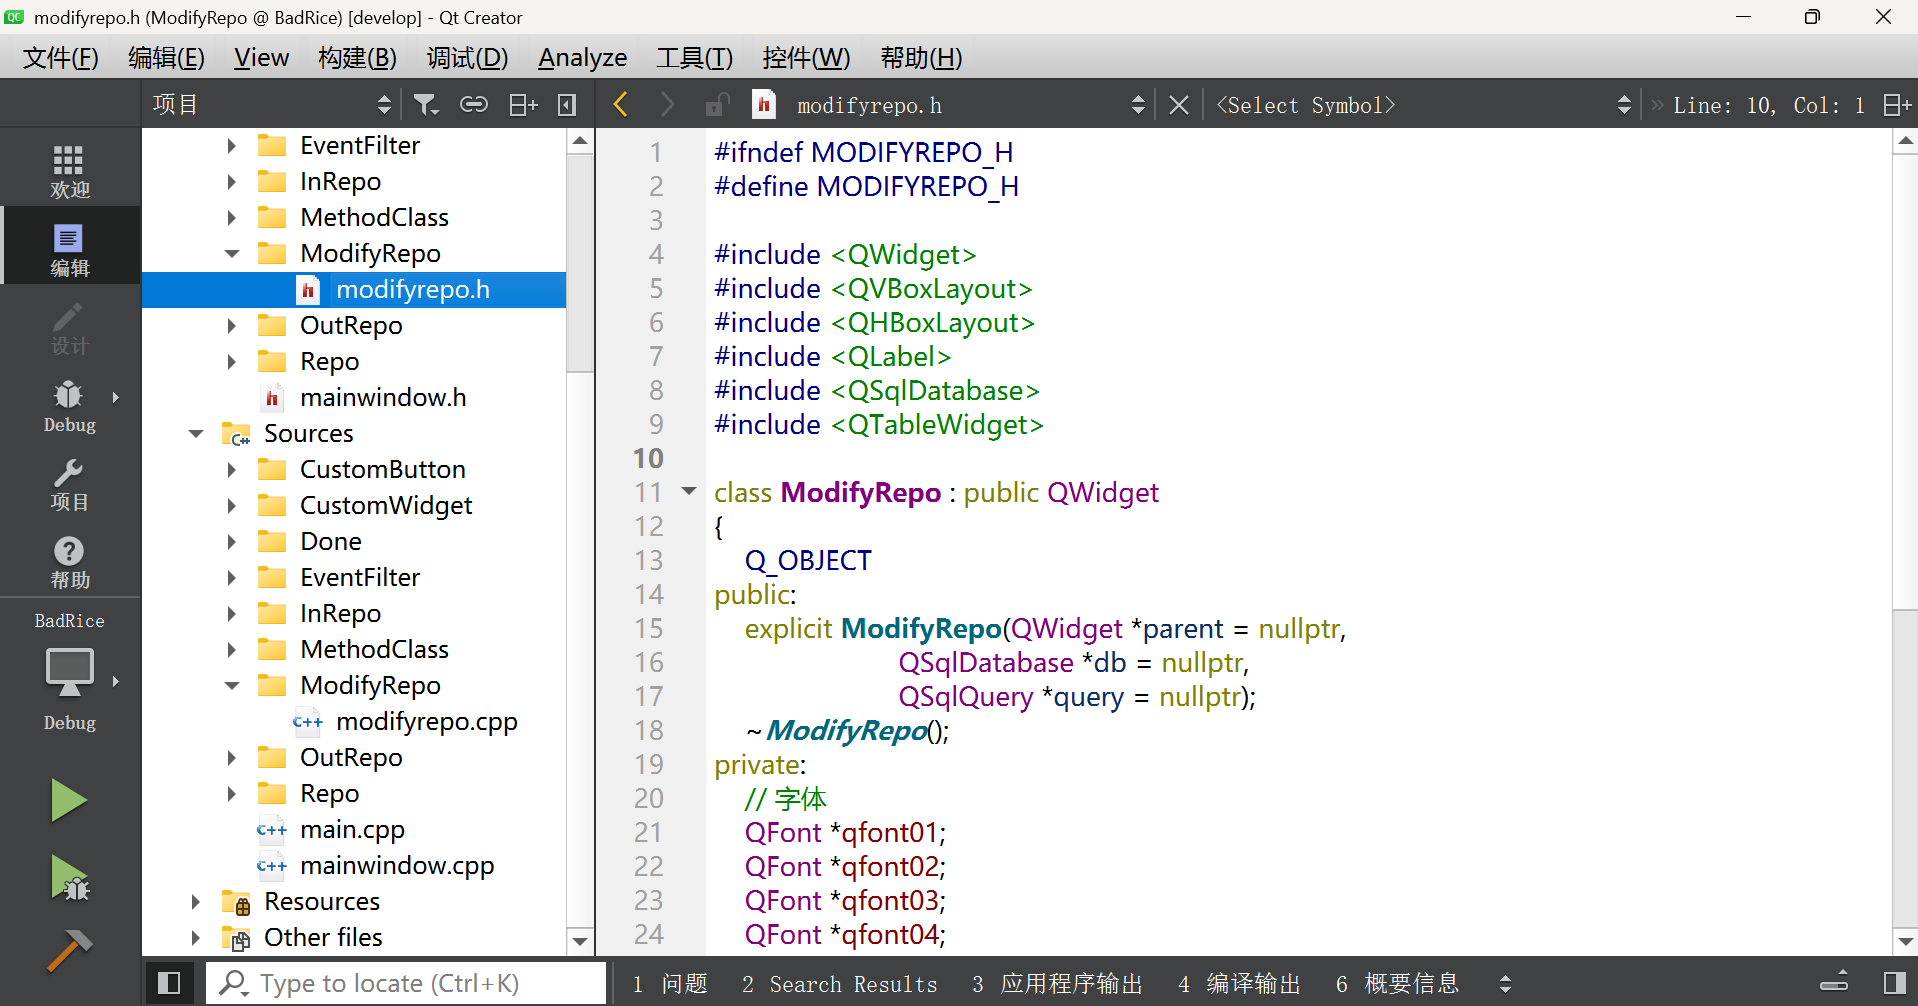 modifyrepo.h (ModifyRepo @ BadRice) [develop] - Qt Creator
文件(F) 编辑(E) View 构建(B) 调试(D) Analyze 工具(T) 控件(W) 帮助(H)
项目
modifyrepo.h
<Select Symbol>
Line: 10, Col: 1
欢迎
编辑
设计
Debug
项目
帮助
BadRice
Debug
EventFilter
InRepo
MethodClass
ModifyRepo
modifyrepo.h
OutRepo
Repo
mainwindow.h
Sources
CustomButton
CustomWidget
Done
EventFilter
InRepo
MethodClass
ModifyRepo
modifyrepo.cpp
OutRepo
Repo
main.cpp
mainwindow.cpp
Resources
Other files
1 #ifndef MODIFYREPO_H
2 #define MODIFYREPO_H
3
4 #include <QWidget>
5 #include <QVBoxLayout>
6 #include <QHBoxLayout>
7 #include <QLabel>
8 #include <QSqlDatabase>
9 #include <QTableWidget>
10
11 class ModifyRepo : public QWidget
12 {
13 Q_OBJECT
14 public:
15 explicit ModifyRepo(QWidget *parent = nullptr,
16 QSqlDatabase *db = nullptr,
17 QSqlQuery *query = nullptr);
18 ~ModifyRepo();
19 private:
20 // 字体
21 QFont *qfont01;
22 QFont *qfont02;
23 QFont *qfont03;
24 QFont *qfont04;
Type to locate (Ctrl+K)
1 问题 2 Search Results 3 应用程序输出 4 编译输出 6 概要信息